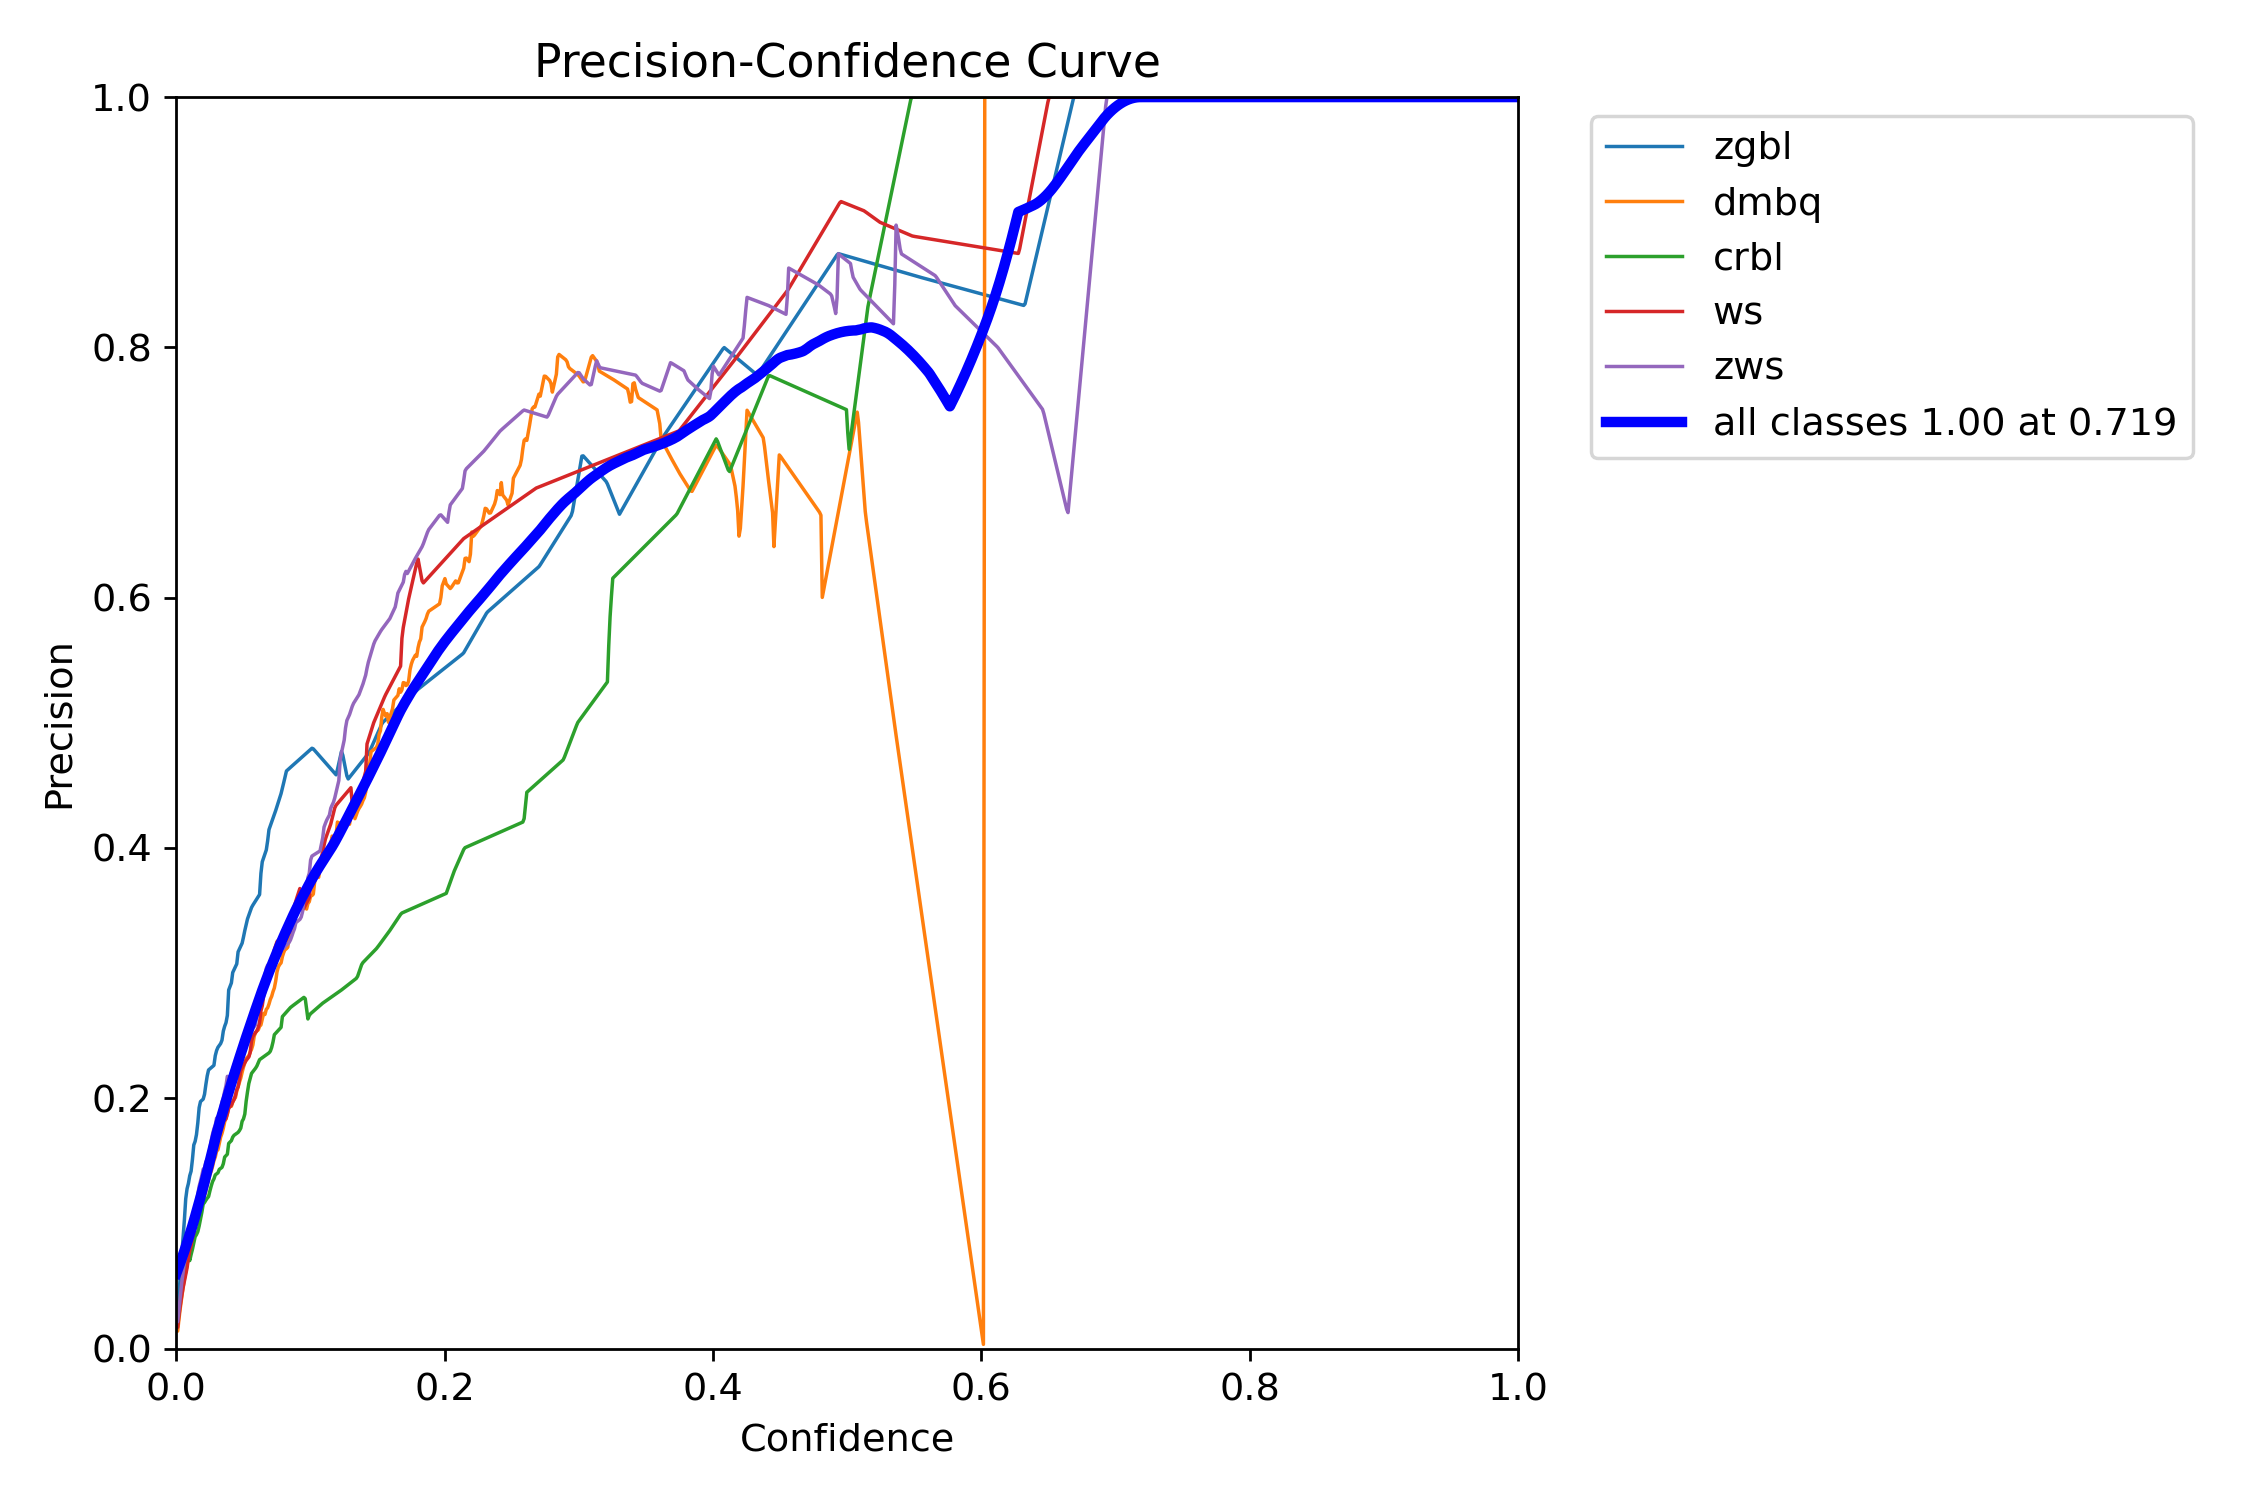 Precision-Confidence Curve
1.0
0.8
0.6
0.4
0.2
0.0
Precision
0.0 0.2 0.4 0.6 0.8 1.0
Confidence
zgbl
dmbq
crbl
ws
zws
all classes 1.00 at 0.719